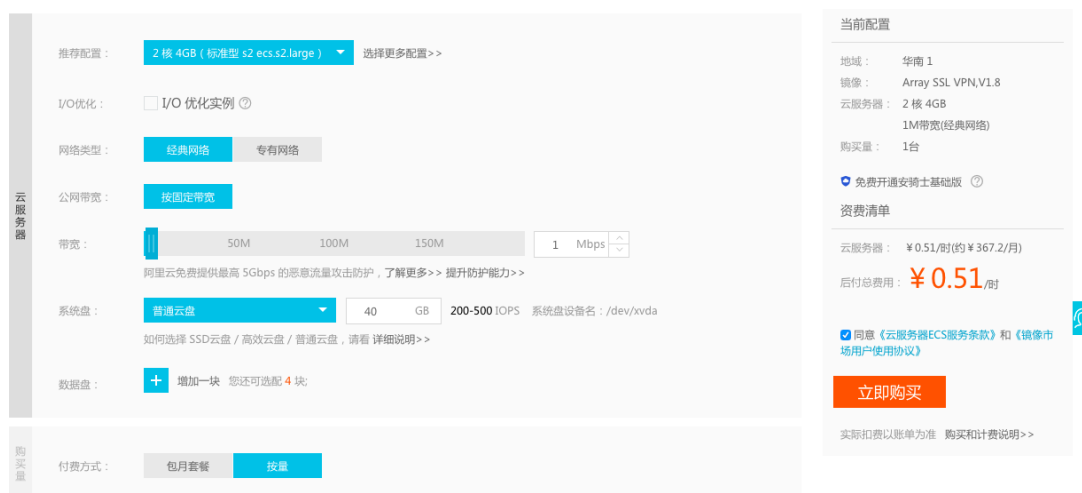 云服务器
推荐配置： 2 核 4GB ( 标准型 s2 ecs.s2.large ) 选择更多配置>>
I/O优化： I/O 优化实例 ?
网络类型： 经典网络 专有网络
公网带宽： 按固定带宽
带宽： 50M 100M 150M 1 Mbps
阿里云免费提供最高 5Gbps 的恶意流量攻击防护，了解更多>> 提升防护能力>>
系统盘： 普通云盘 40 GB 200-500 IOPS 系统盘设备名：/dev/xvda
如何选择 SSD云盘 / 高效云盘 / 普通云盘，请看 详细说明>>
数据盘： + 增加一块 您还可选配 4 块;
购买量
付费方式： 包月套餐 按量
当前配置
地域： 华南 1
镜像： Array SSL VPN,V1.8
云服务器： 2 核 4GB
1M带宽(经典网络)
购买量： 1台
免费开通安骑士基础版 ?
资费清单
云服务器： ¥ 0.51/时(约 ¥ 367.2/月)
后付总费用： ¥ 0.51/时
同意《云服务器ECS服务条款》和《镜像市
场用户使用协议》
立即购买
实际扣费以账单为准 购买和计费说明>>